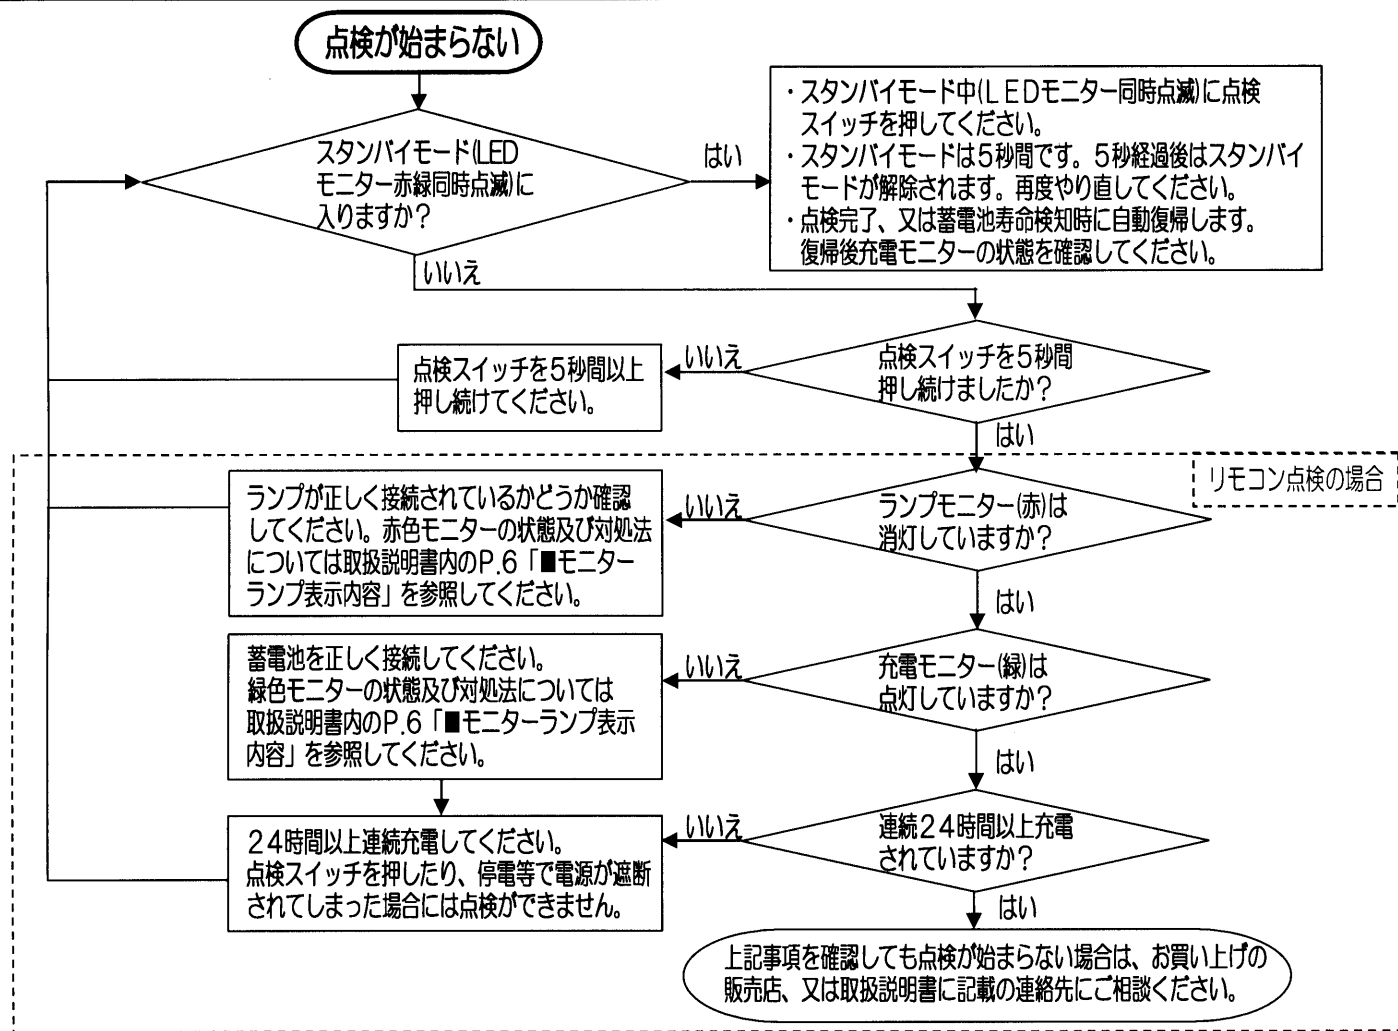 点検が始まらない
スタンバイモード(LED
モニター赤緑同時点滅)に
入りますか？
はい
・スタンバイモード中(ＬＥＤモニター同時点滅)に点検
スイッチを押してください。
・スタンバイモードは5秒間です。5秒経過後はスタンバイ
モードが解除されます。再度やり直してください。
・点検完了、又は蓄電池寿命検知時に自動復帰します。
復帰後充電モニターの状態を確認してください。
いいえ
点検スイッチを5秒間
押し続けましたか？
いいえ
点検スイッチを5秒間以上
押し続けてください。
はい
リモコン点検の場合
ランプモニター(赤)は
消灯していますか？
いいえ
ランプが正しく接続されているかどうか確認
してください。赤色モニターの状態及び対処法
については取扱説明書内のP.6「■モニター
ランプ表示内容」を参照してください。
はい
充電モニター(緑)は
点灯していますか？
いいえ
蓄電池を正しく接続してください。
緑色モニターの状態及び対処法については
取扱説明書内のP.6「■モニターランプ表示
内容」を参照してください。
はい
連続24時間以上充電
されていますか？
いいえ
24時間以上連続充電してください。
点検スイッチを押したり、停電等で電源が遮断
されてしまった場合には点検ができません。
はい
上記事項を確認しても点検が始まらない場合は、お買い上げの
販売店、又は取扱説明書に記載の連絡先にご相談ください。